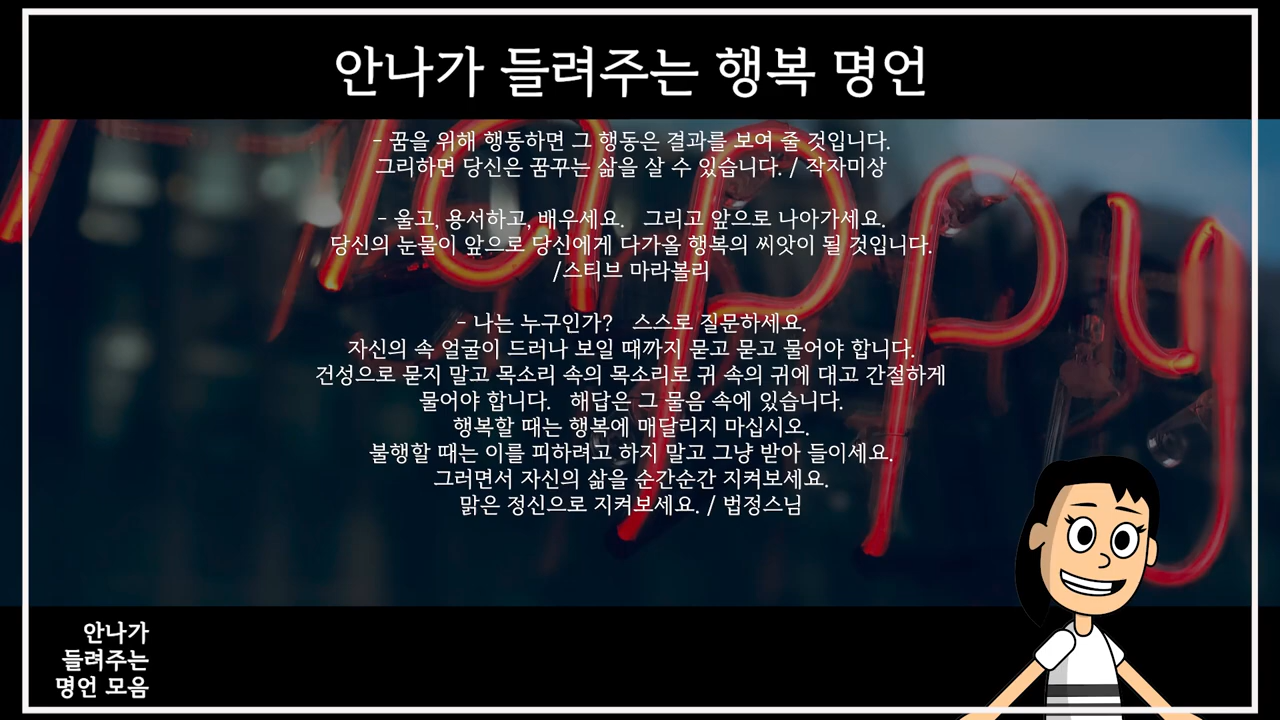 안나가 들려주는 행복 명언
- 꿈을 위해 행동하면 그 행동은 결과를 보여 줄 것입니다.
그리하면 당신은 꿈꾸는 삶을 살 수 있습니다. / 작자미상
- 울고, 용서하고, 배우세요. 그리고 앞으로 나아가세요.
당신의 눈물이 앞으로 당신에게 다가올 행복의 씨앗이 될 것입니다.
/스티브 마라볼리
- 나는 누구인가? 스스로 질문하세요.
자신의 속 얼굴이 드러나 보일 때까지 묻고 묻고 물어야 합니다.
건성으로 묻지 말고 목소리 속의 목소리로 귀 속의 귀에 대고 간절하게
물어야 합니다. 해답은 그 물음 속에 있습니다.
행복할 때는 행복에 매달리지 마십시오.
불행할 때는 이를 피하려고 하지 말고 그냥 받아 들이세요.
그러면서 자신의 삶을 순간순간 지켜보세요.
맑은 정신으로 지켜보세요. / 법정스님
happy
안나가
들려주는
명언 모음